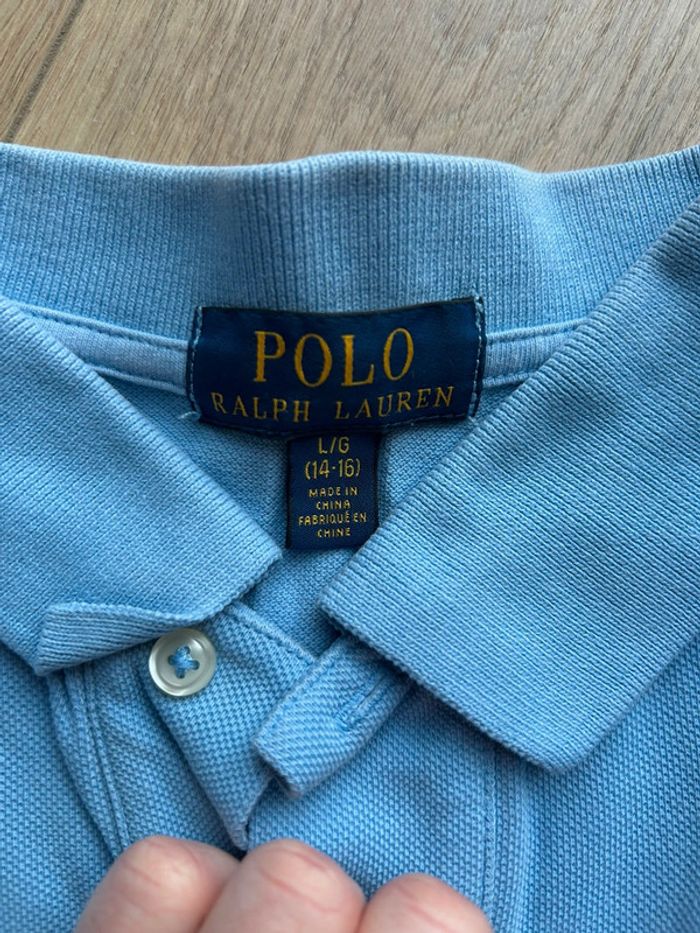 POLO
RALPH LAUREN
L/G
(14-16)
MADE IN
CHINA
FABRIQUÉ EN
CHINE